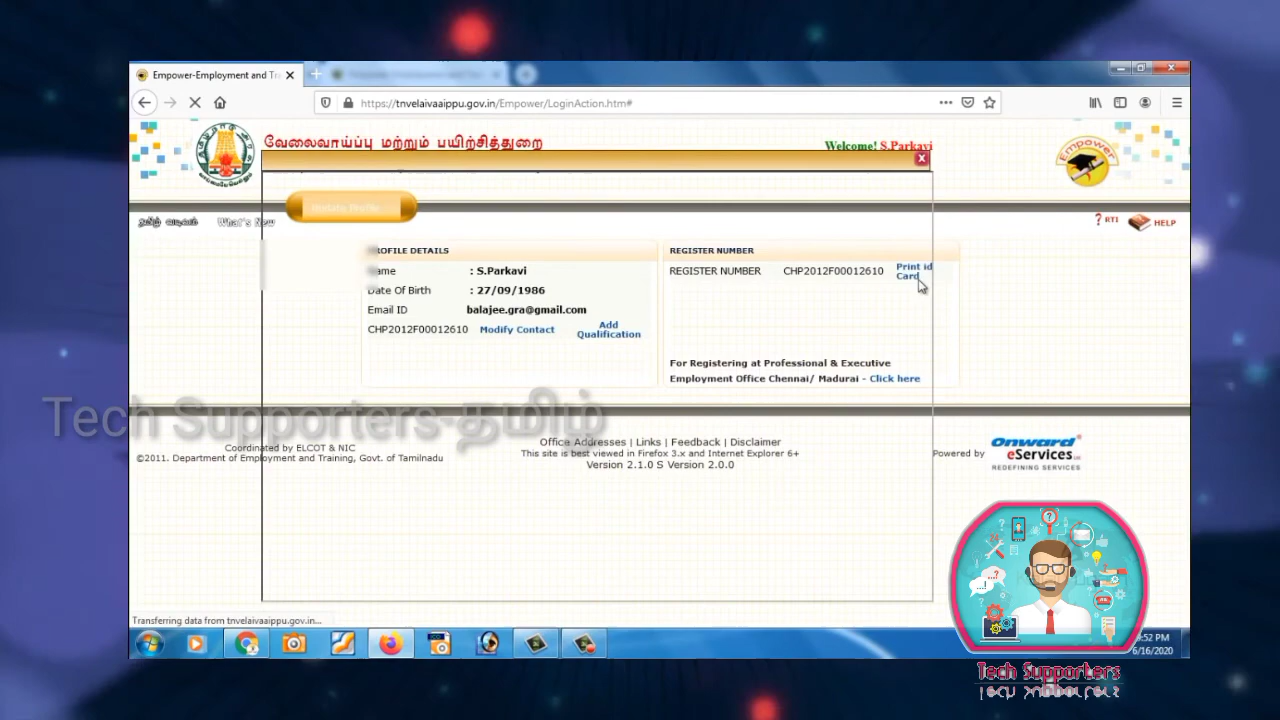 Empower-Employment and Tr
https://tnvelaivaaippu.gov.in/Empower/LoginAction.htm#
வேலைவாய்ப்பு மற்றும் பயிற்சித்துறை
Welcome! S.Parkavi
Empower
தமிழ் வடிவம் What's New
? RTI HELP
ROFILE DETAILS
ame : S.Parkavi
Date Of Birth : 27/09/1986
Email ID balajee.gra@gmail.com
CHP2012F00012610 Modify Contact Add Qualification
REGISTER NUMBER
REGISTER NUMBER CHP2012F00012610 Print id Card
For Registering at Professional & Executive
Employment Office Chennai/ Madurai - Click here
Tech Supporters-தமிழ்
Coordinated by ELCOT & NIC
©2011. Department of Employment and Training, Govt. of Tamilnadu
Office Addresses | Links | Feedback | Disclaimer
This site is best viewed in Firefox 3.x and Internet Explorer 6+
Version 2.1.0 S Version 2.0.0
Powered by
Onward
eServices
REDEFINING SERVICES
Transferring data from tnvelaivaaippu.gov.in...
:52 PM
6/16/2020
Tech Supporters